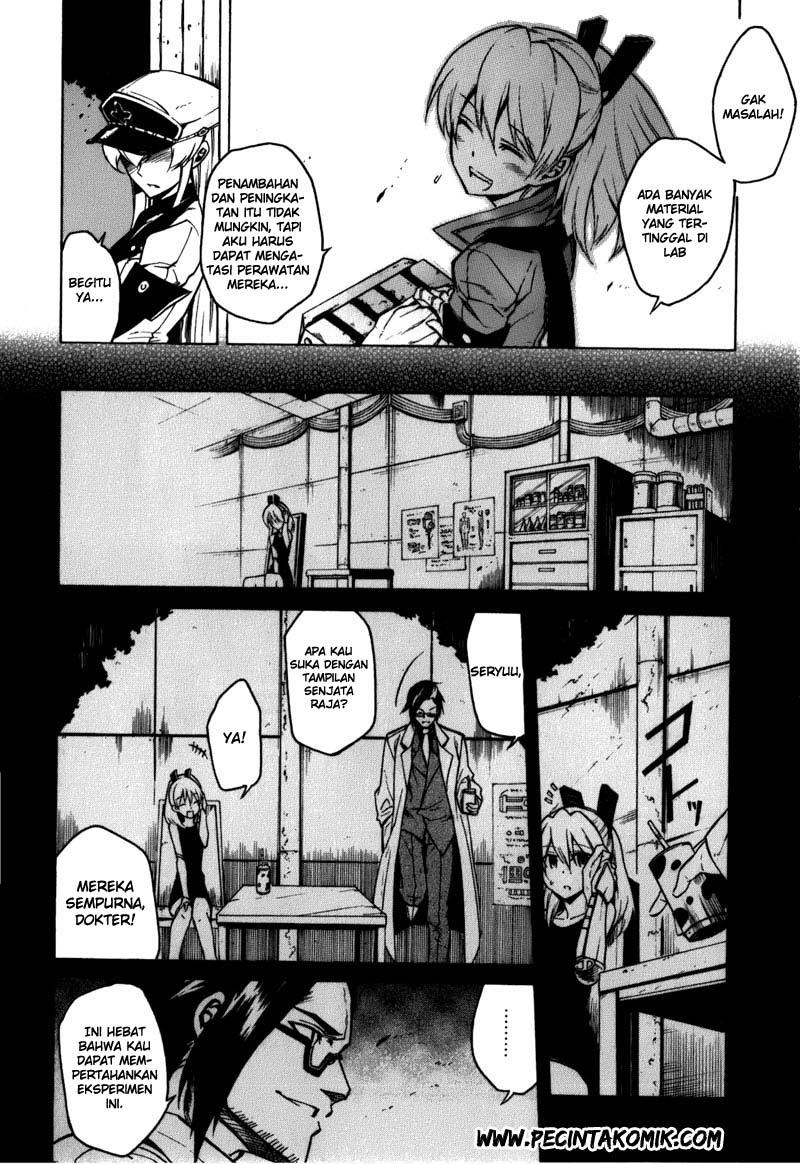 GAK
MASALAH!
ADA BANYAK
MATERIAL
YANG TER-
TINGGAL DI
LAB
PENAMBAHAN
DAN PENINGKA-
TAN ITU TIDAK
MUNGKIN, TAPI
AKU HARUS
DAPAT MENGA-
TASI PERAWATAN
MEREKA...
BEGITU
YA...
SERYUU,
APA KAU
SUKA DENGAN
TAMPILAN
SENJATA
RAJA?
YA!
MEREKA
SEMPURNA,
DOKTER!
.........
INI HEBAT
BAHWA KAU
DAPAT MEM-
PERTAHANKAN
EKSPERIMEN
INI.
WWW.PECINTAKOMIK.COM